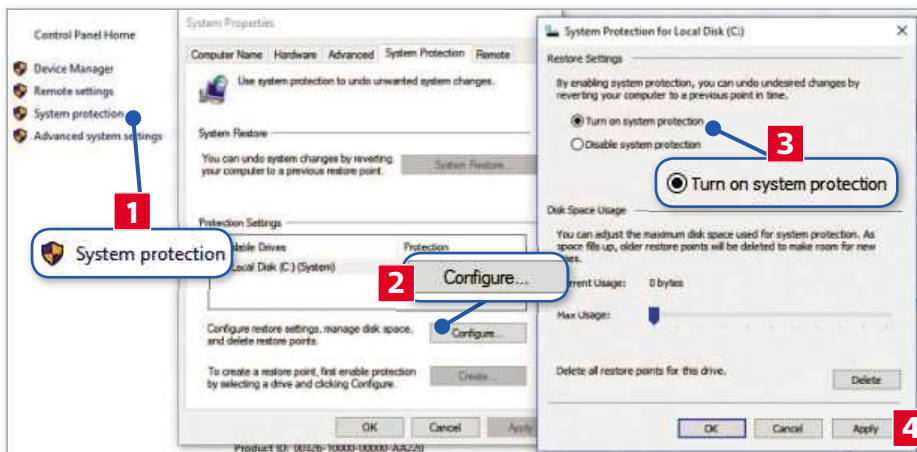 Control Panel Home
Device Manager
Remote settings
System protection
Advanced system settings
1
System protection
System Properties
Computer Name Hardware Advanced System Protection Remote
Use system protection to undo unwanted system changes.
System Restore
You can undo system changes by reverting
your computer to a previous restore point.
System Restore...
Protection Settings
Drives Protection
Local Disk (C:) (System)
2
Configure...
Configure restore settings, manage disk space,
and delete restore points.
Configure...
To create a restore point, first enable protection
by selecting a drive and clicking Configure.
Create...
OK Cancel Apply
Product ID: 00326-10000-00000-AA220
System Protection for Local Disk (C:)
Restore Settings
By enabling system protection, you can undo undesired changes by
reverting your computer to a previous point in time.
Turn on system protection
Disable system protection
3
Turn on system protection
Disk Space Usage
You can adjust the maximum disk space used for system protection. As
space fills up, older restore points will be deleted to make room for new
Usage: 0 bytes
Max Usage:
Delete all restore points for this drive.
Delete
OK Cancel Apply
4